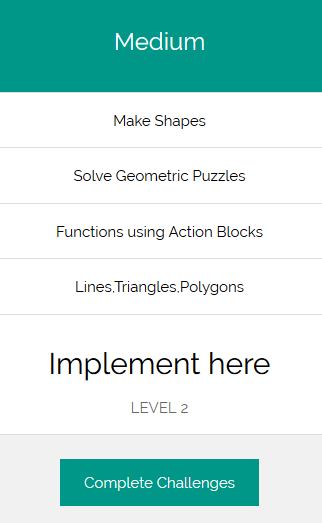 Medium
Make Shapes
Solve Geometric Puzzles
Functions using Action Blocks
Lines,Triangles,Polygons
Implement here
LEVEL 2
Complete Challenges